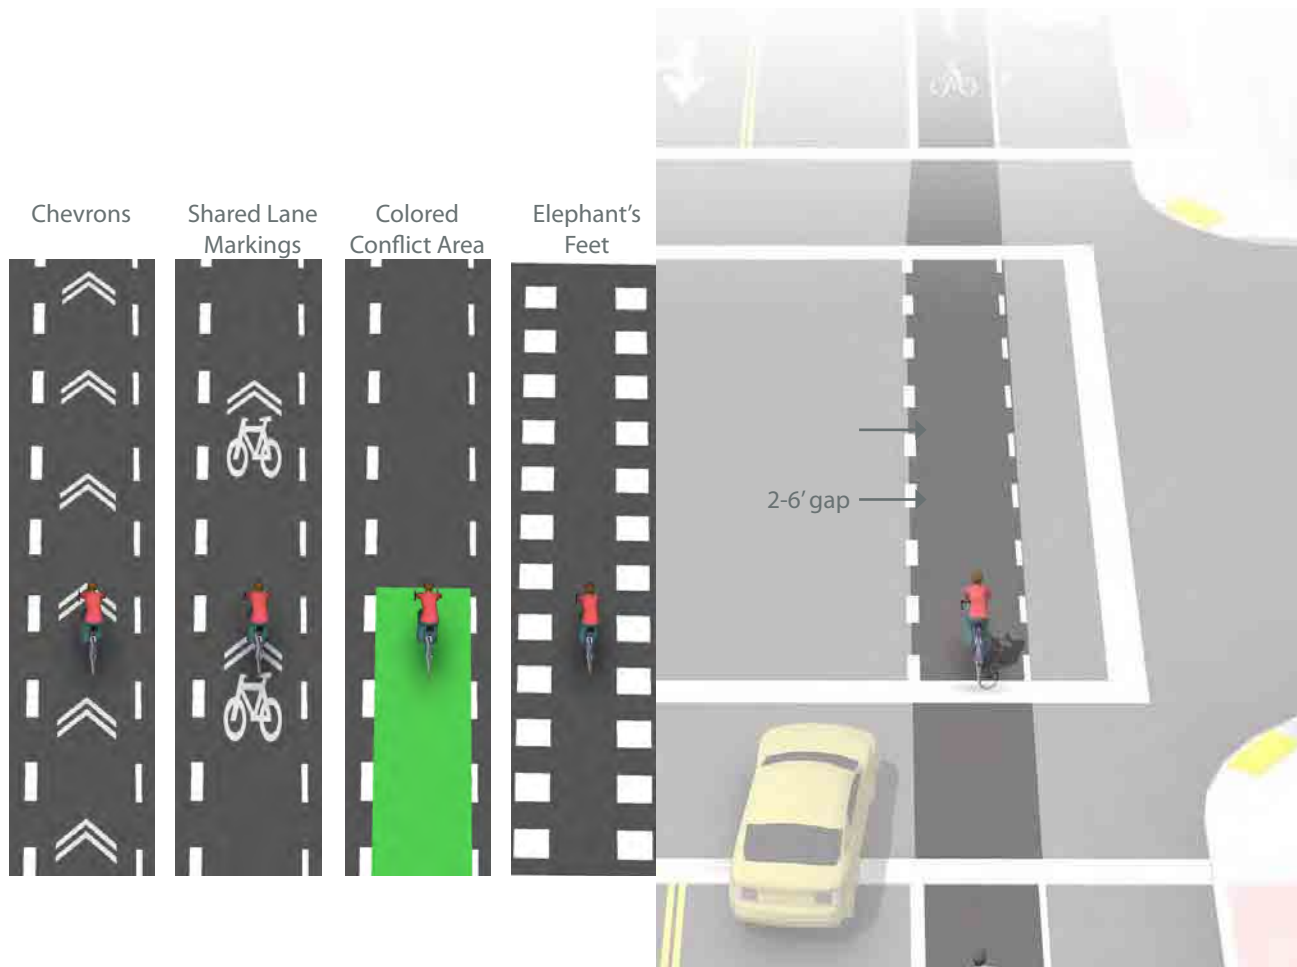 Chevrons
Shared Lane
Markings
Colored
Conflict Area
Elephant's
Feet
2-6’ gap